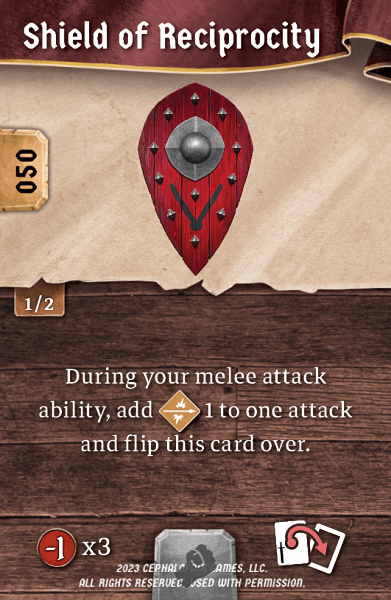 Shield of Reciprocity
050
1/2
During your melee attack
ability, add 1 to one attack
and flip this card over.
-1 x3
2023 GAMES, LLC.
ALL RIGHTS RESERVED. USED WITH PERMISSION.